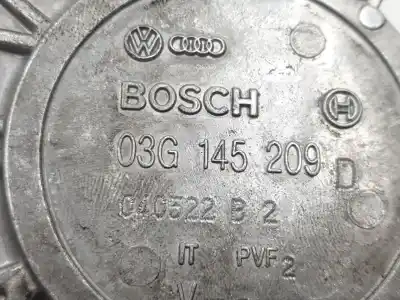 BOSCH
03G 145 209 D
040522 B 2
IT PVF 2
V